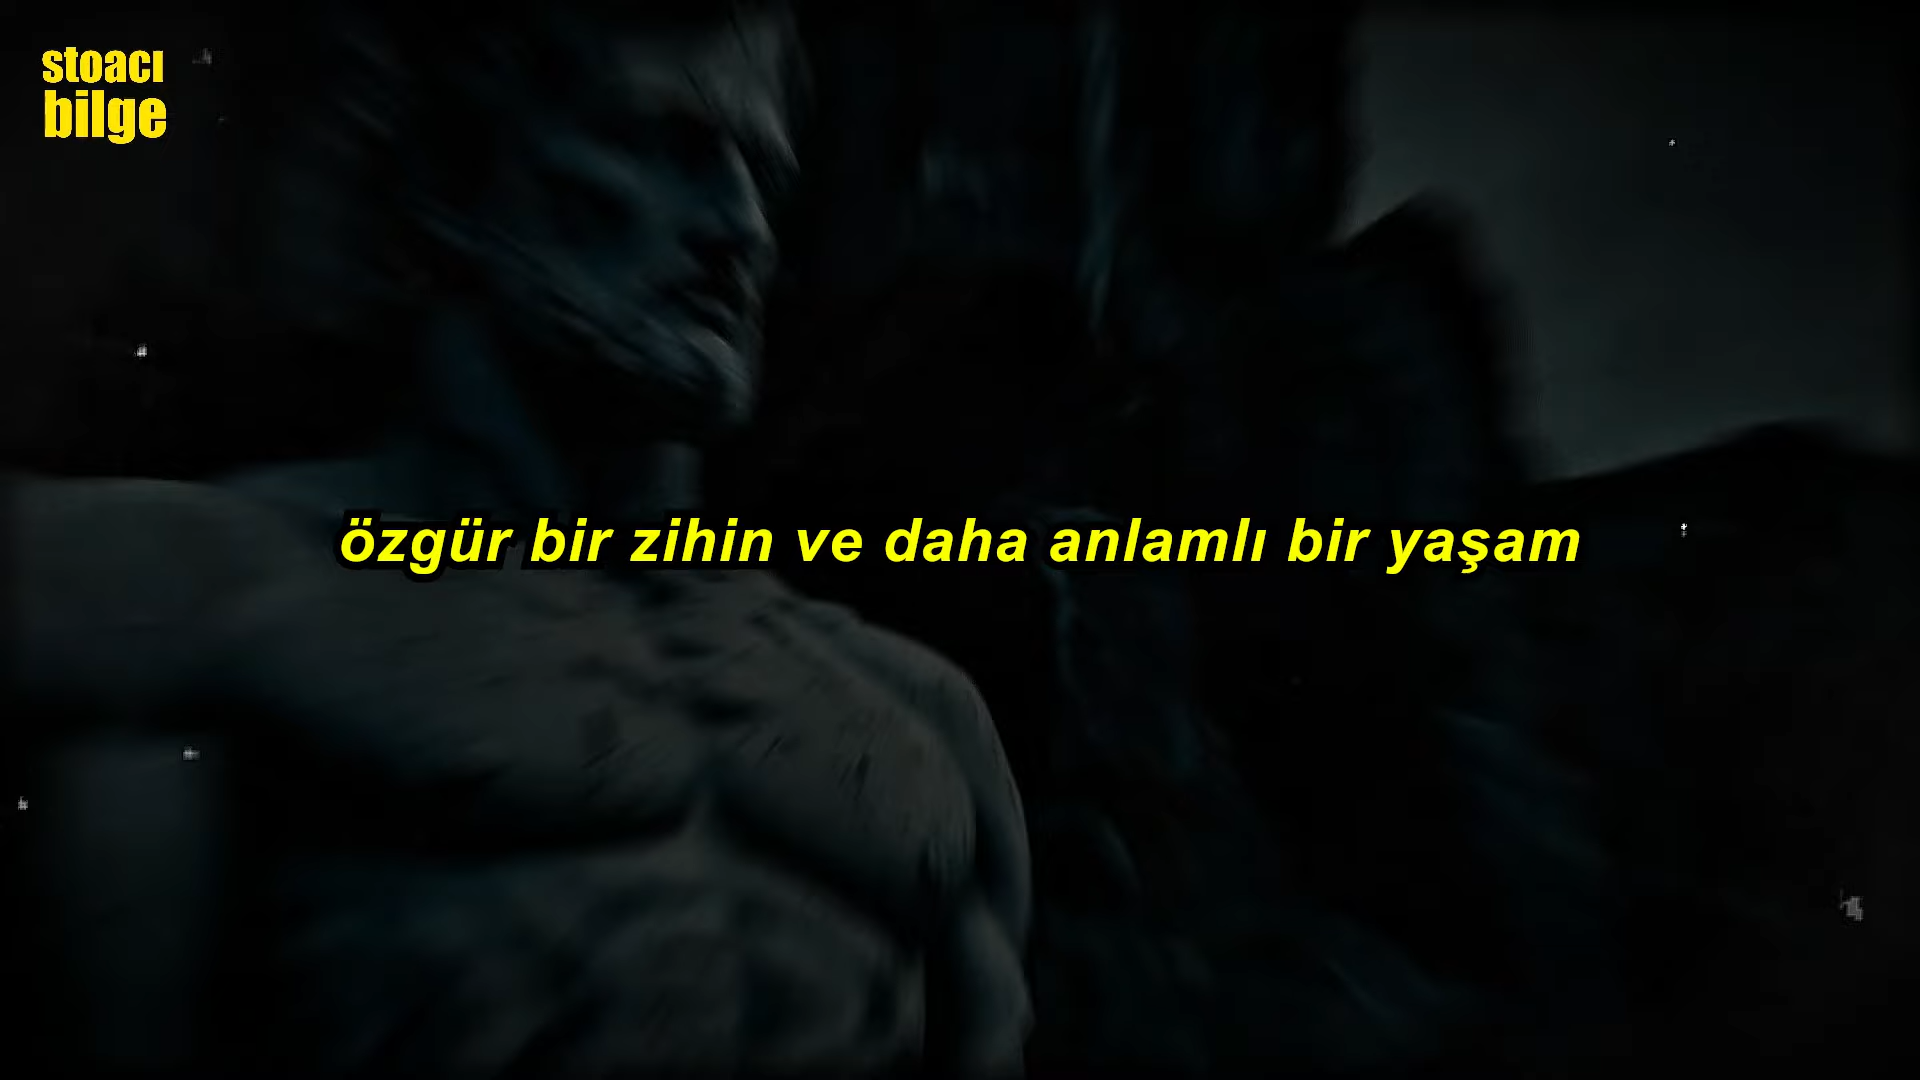 stoacı
bilge
özgür bir zihin ve daha anlamlı bir yaşam